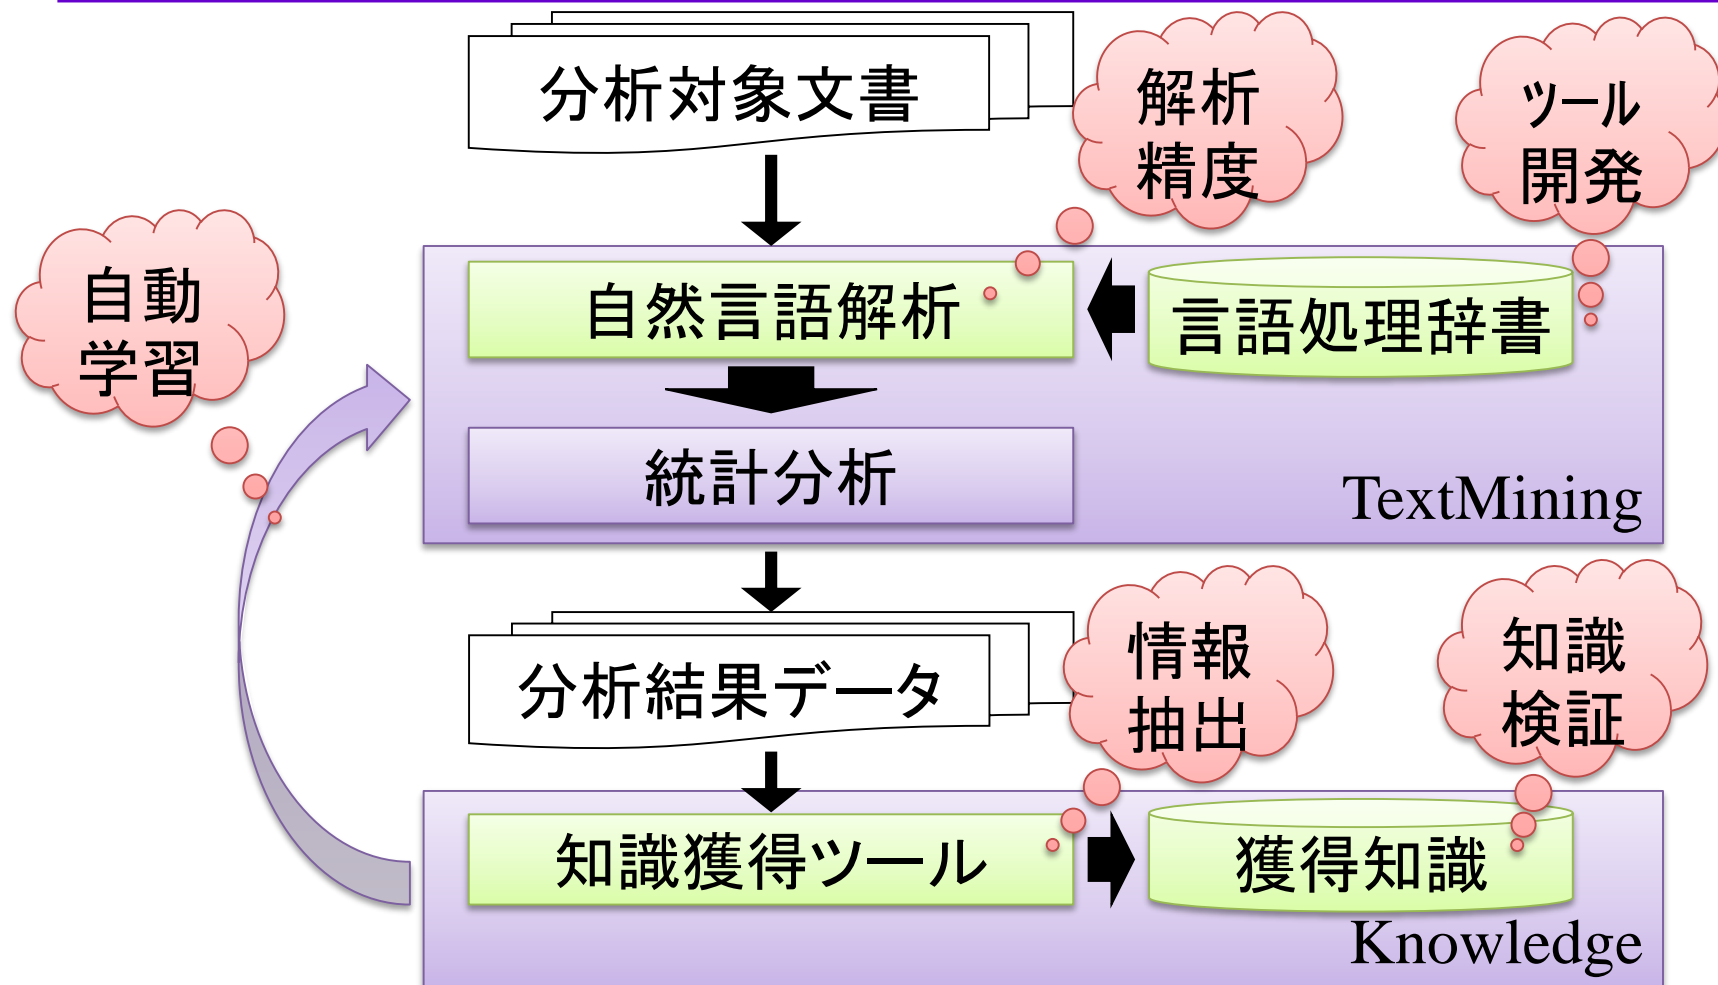 分析対象文書
解析
精度
ツール
開発
自動
学習
自然言語解析
言語処理辞書
統計分析
TextMining
分析結果データ
情報
抽出
知識
検証
知識獲得ツール
獲得知識
Knowledge